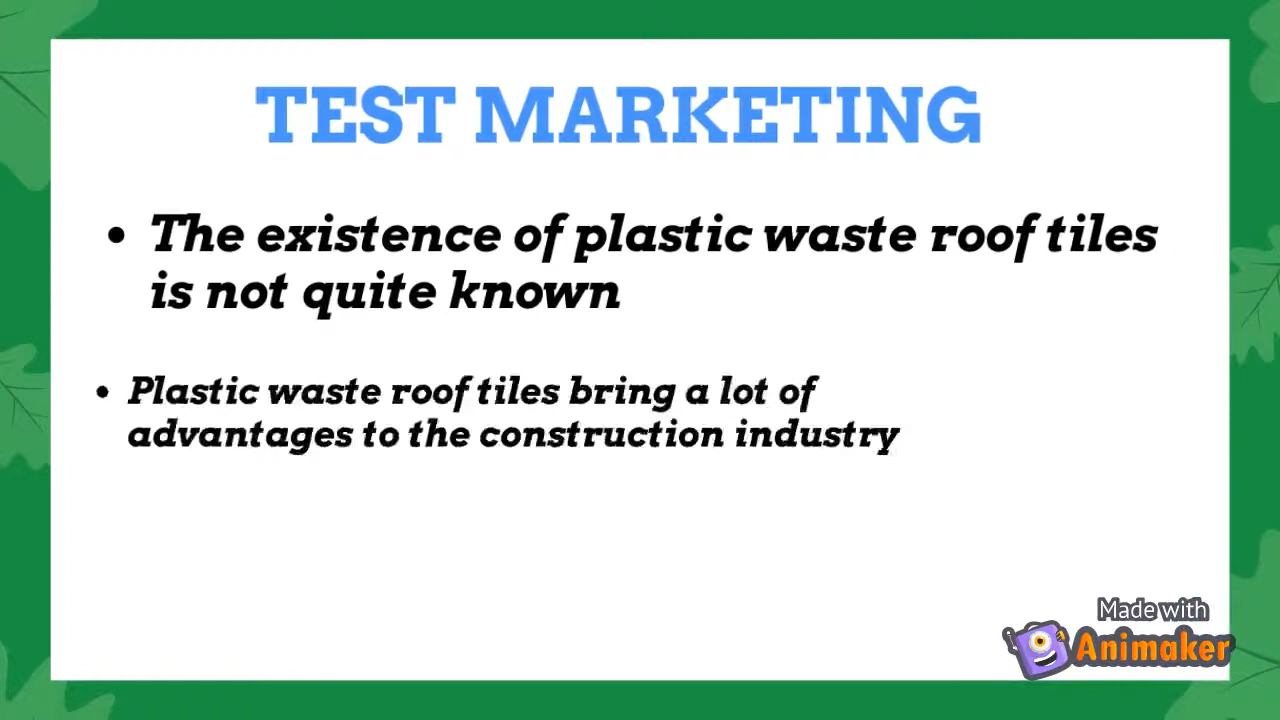 TEST MARKETING
• The existence of plastic waste roof tiles
is not quite known
• Plastic waste roof tiles bring a lot of
advantages to the construction industry
Made with
Animaker